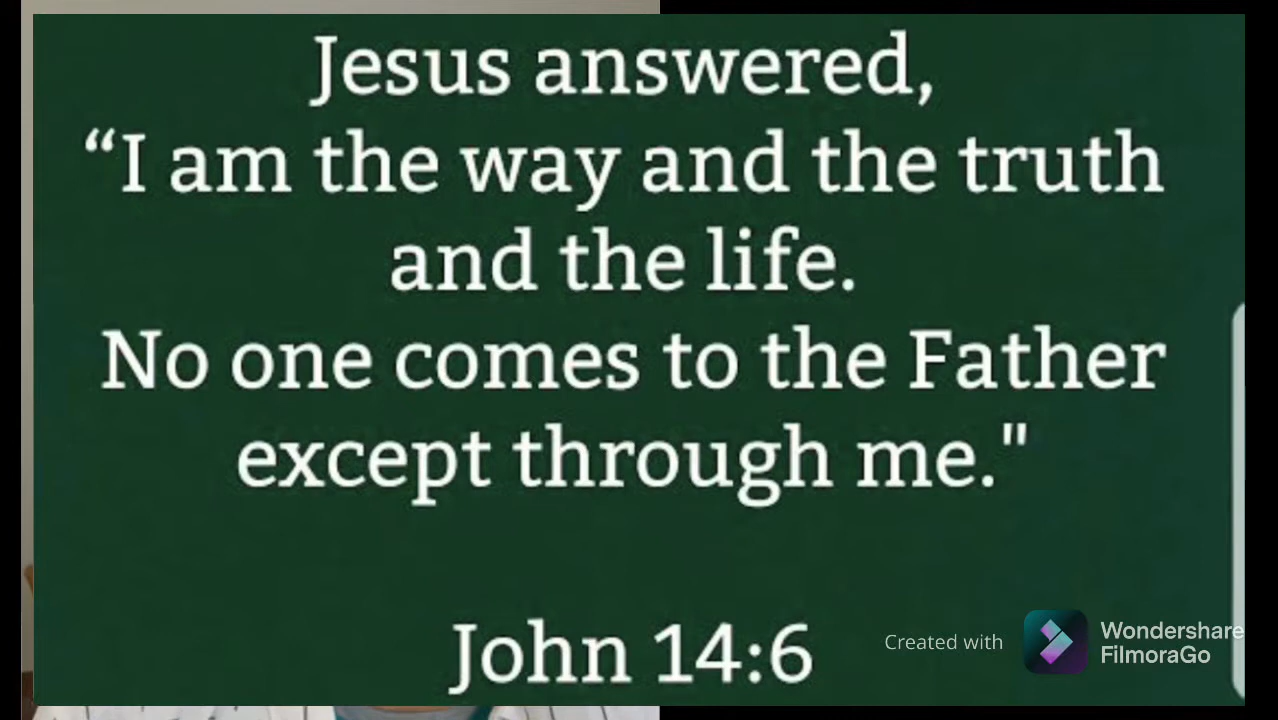 Jesus answered,
“I am the way and the truth
and the life.
No one comes to the Father
except through me."
John 14:6
Created with
Wondershare
FilmoraGo